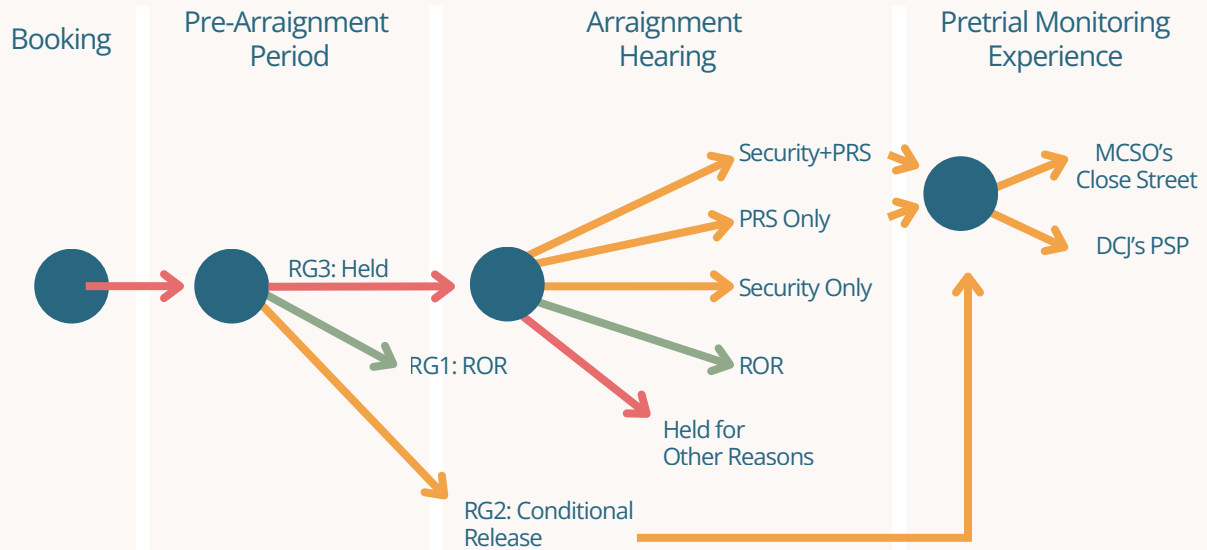 Booking
Pre-Arraignment
Period
Arraignment
Hearing
Pretrial Monitoring
Experience
RG3: Held
RG1: ROR
RG2: Conditional
Release
Security+PRS
PRS Only
Security Only
ROR
Held for
Other Reasons
MCSO’s
Close Street
DCJ’s PSP